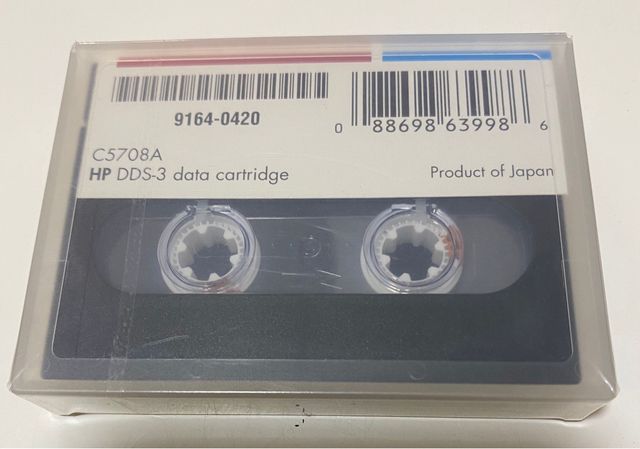 9164-0420
0 88698 63998 6
C5708A
HP DDS-3 data cartridge
Product of Japan